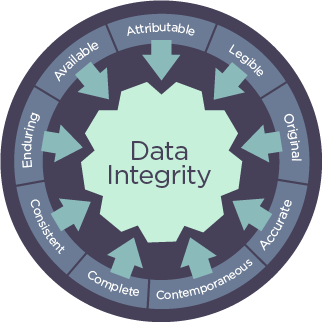 Attributable
Legible
Original
Accurate
Contemporaneous
Complete
Consistent
Enduring
Available
Data
Integrity